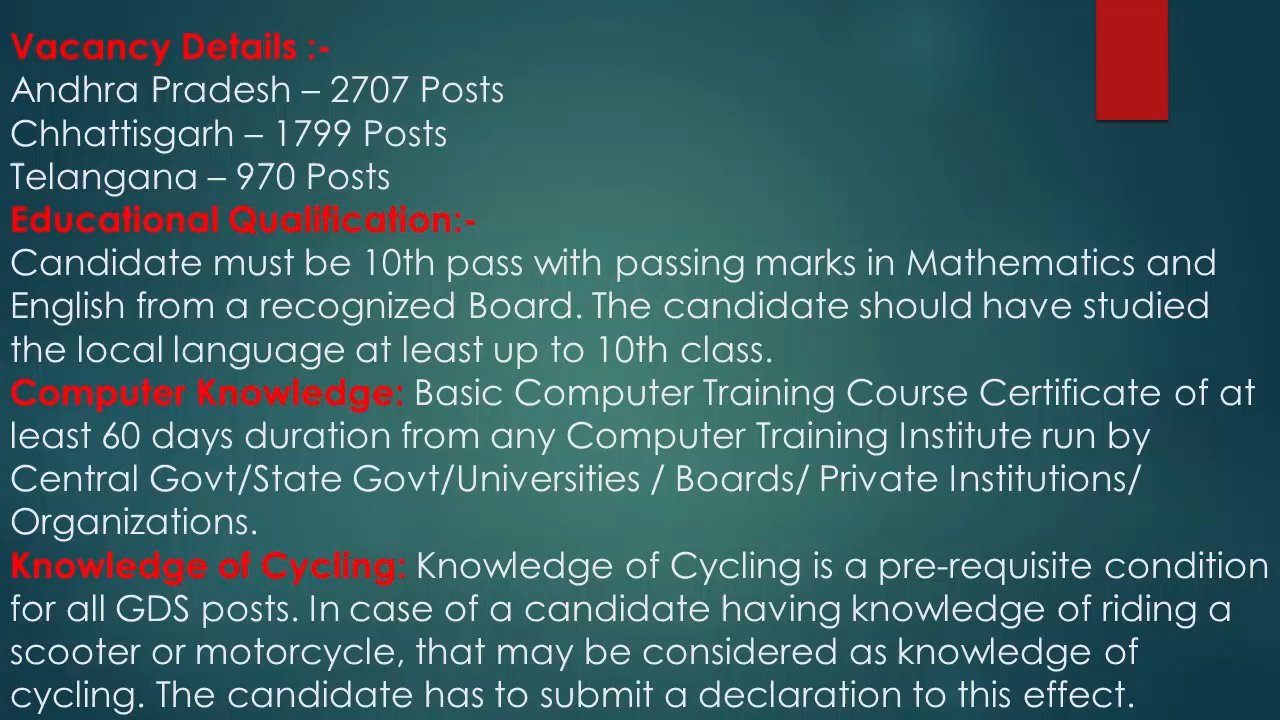 Vacancy Details :-
Andhra Pradesh – 2707 Posts
Chhattisgarh – 1799 Posts
Telangana – 970 Posts
Educational Qualification:-
Candidate must be 10th pass with passing marks in Mathematics and
English from a recognized Board. The candidate should have studied
the local language at least up to 10th class.
Computer Knowledge: Basic Computer Training Course Certificate of at
least 60 days duration from any Computer Training Institute run by
Central Govt/State Govt/Universities / Boards/ Private Institutions/
Organizations.
Knowledge of Cycling: Knowledge of Cycling is a pre-requisite condition
for all GDS posts. In case of a candidate having knowledge of riding a
scooter or motorcycle, that may be considered as knowledge of
cycling. The candidate has to submit a declaration to this effect.